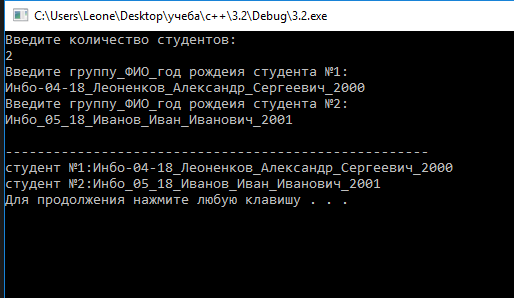 C:\Users\Leone\Desktop\учеба\c++\3.2\Debug\3.2.exe
Введите количество студентов:
2
Введите группу_ФИО_год рождеия студента №1:
Инбо-04-18_Леоненков_Александр_Сергеевич_2000
Введите группу_ФИО_год рождеия студента №2:
Инбо_05_18_Иванов_Иван_Иванович_2001
-----------------------------------------------------
студент №1:Инбо-04-18_Леоненков_Александр_Сергеевич_2000
студент №2:Инбо_05_18_Иванов_Иван_Иванович_2001
Для продолжения нажмите любую клавишу . . .